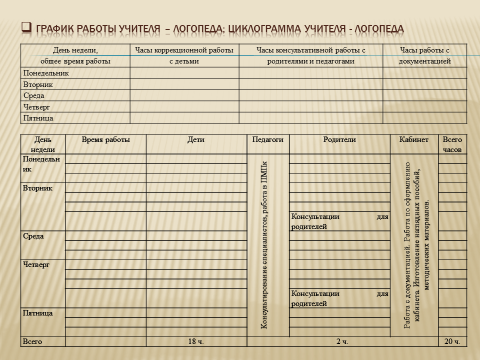 ГРАФИК РАБОТЫ УЧИТЕЛЯ – ЛОГОПЕДА; ЦИКЛОГРАММА УЧИТЕЛЯ - ЛОГОПЕДА
День недели, Часы коррекционной работы Часы консультативной работы с Часы работы с
общее время работы с детьми родителями и педагогами документацией
Понедельник
Вторник
Среда
Четверг
Пятница
День Время работы Дети Педагоги Родители Кабинет Всего
недели часов
Понедельн
ик
Вторник
Консультации для
родителей
Среда
Четверг
Консультации для
родителей
Пятница
Консультирование специалистов, работа в ПМПк
Работа с документацией. Работа по оформлению
кабинета. Изготовление наглядных пособий,
методических материалов.
Всего 18 ч. 2 ч. 20 ч.